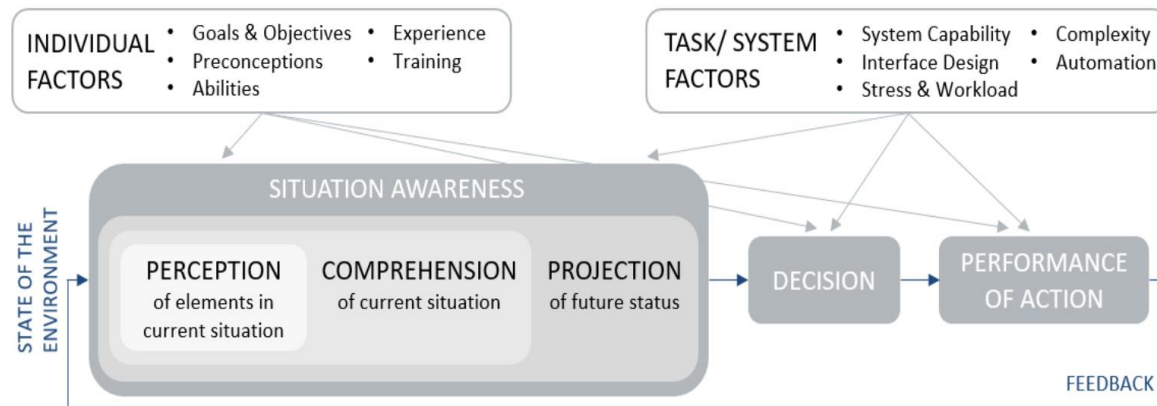 INDIVIDUAL FACTORS
• Goals & Objectives
• Preconceptions
• Abilities
• Experience
• Training
TASK/ SYSTEM FACTORS
• System Capability
• Interface Design
• Stress & Workload
• Complexity
• Automation
STATE OF THE ENVIRONMENT
SITUATION AWARENESS
PERCEPTION
of elements in
current situation
COMPREHENSION
of current situation
PROJECTION
of future status
DECISION
PERFORMANCE
OF ACTION
FEEDBACK